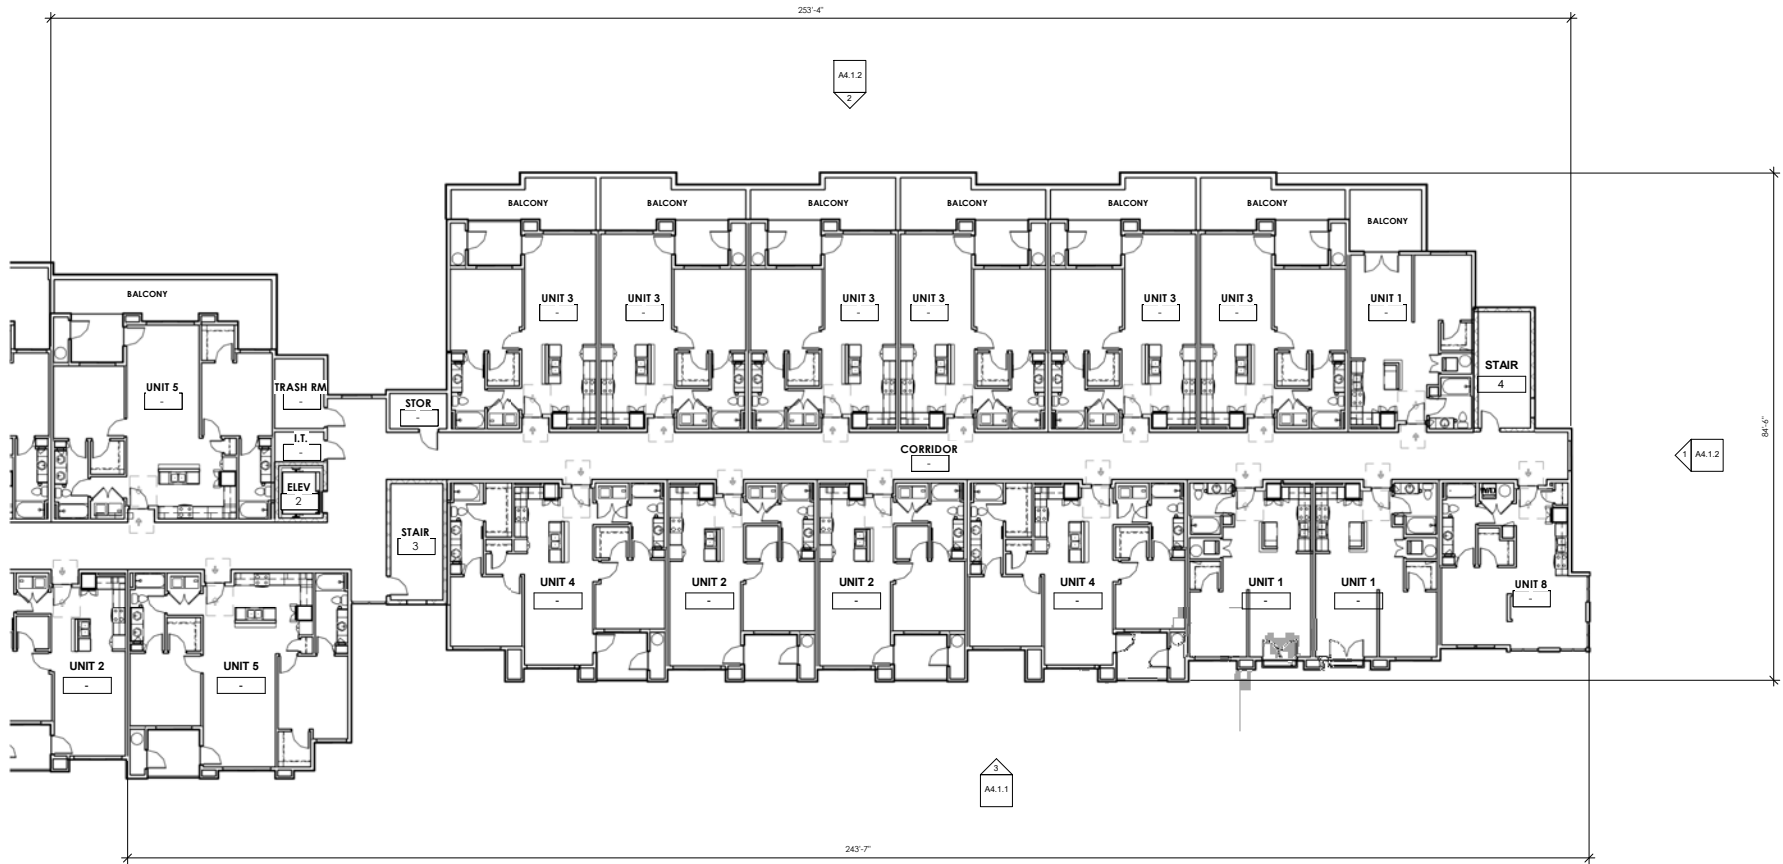 253'-4"
A4.1.2
2
BALCONY
BALCONY
BALCONY
BALCONY
BALCONY
BALCONY
BALCONY
BALCONY
UNIT 3
-
UNIT 3
-
UNIT 3
-
UNIT 3
-
UNIT 3
-
UNIT 3
-
UNIT 1
-
STAIR
4
UNIT 5
-
TRASH RM
-
STOR
-
I.T.
-
ELEV
2
CORRIDOR
-
84'-6"
1
A4.1.2
STAIR
3
UNIT 4
-
UNIT 2
-
UNIT 2
-
UNIT 4
-
UNIT 1
-
UNIT 1
-
UNIT 8
-
UNIT 2
-
UNIT 5
-
3
A4.1.1
243'-7"